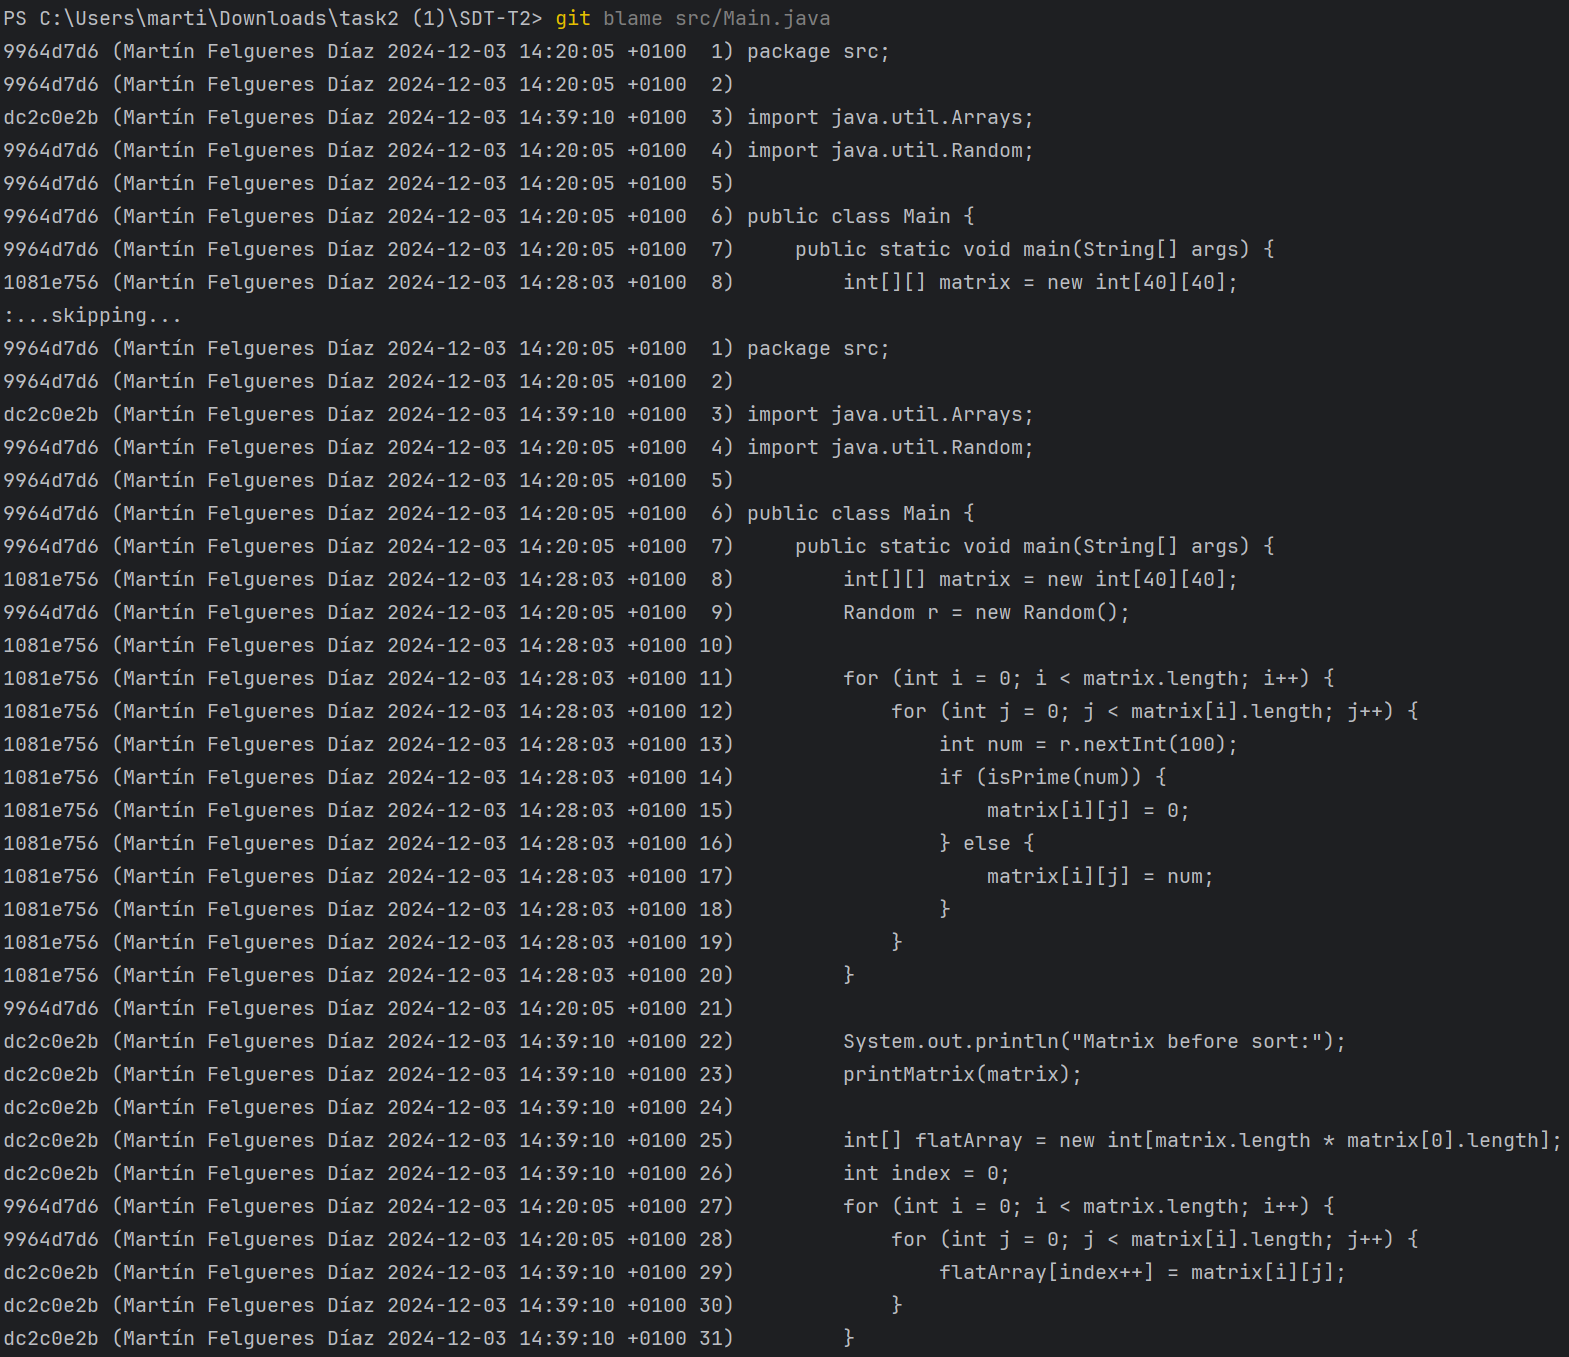 PS C:\Users\marti\Downloads\task2 (1)\SDT-T2> git blame src/Main.java
9964d7d6 (Martín Felgueres Díaz 2024-12-03 14:20:05 +0100  1) package src;
9964d7d6 (Martín Felgueres Díaz 2024-12-03 14:20:05 +0100  2)
dc2c0e2b (Martín Felgueres Díaz 2024-12-03 14:39:10 +0100  3) import java.util.Arrays;
9964d7d6 (Martín Felgueres Díaz 2024-12-03 14:20:05 +0100  4) import java.util.Random;
9964d7d6 (Martín Felgueres Díaz 2024-12-03 14:20:05 +0100  5)
9964d7d6 (Martín Felgueres Díaz 2024-12-03 14:20:05 +0100  6) public class Main {
9964d7d6 (Martín Felgueres Díaz 2024-12-03 14:20:05 +0100  7)     public static void main(String[] args) {
1081e756 (Martín Felgueres Díaz 2024-12-03 14:28:03 +0100  8)         int[][] matrix = new int[40][40];
:...skipping...
9964d7d6 (Martín Felgueres Díaz 2024-12-03 14:20:05 +0100  1) package src;
9964d7d6 (Martín Felgueres Díaz 2024-12-03 14:20:05 +0100  2)
dc2c0e2b (Martín Felgueres Díaz 2024-12-03 14:39:10 +0100  3) import java.util.Arrays;
9964d7d6 (Martín Felgueres Díaz 2024-12-03 14:20:05 +0100  4) import java.util.Random;
9964d7d6 (Martín Felgueres Díaz 2024-12-03 14:20:05 +0100  5)
9964d7d6 (Martín Felgueres Díaz 2024-12-03 14:20:05 +0100  6) public class Main {
9964d7d6 (Martín Felgueres Díaz 2024-12-03 14:20:05 +0100  7)     public static void main(String[] args) {
1081e756 (Martín Felgueres Díaz 2024-12-03 14:28:03 +0100  8)         int[][] matrix = new int[40][40];
9964d7d6 (Martín Felgueres Díaz 2024-12-03 14:20:05 +0100  9)         Random r = new Random();
1081e756 (Martín Felgueres Díaz 2024-12-03 14:28:03 +0100 10)
1081e756 (Martín Felgueres Díaz 2024-12-03 14:28:03 +0100 11)         for (int i = 0; i < matrix.length; i++) {
1081e756 (Martín Felgueres Díaz 2024-12-03 14:28:03 +0100 12)             for (int j = 0; j < matrix[i].length; j++) {
1081e756 (Martín Felgueres Díaz 2024-12-03 14:28:03 +0100 13)                 int num = r.nextInt(100);
1081e756 (Martín Felgueres Díaz 2024-12-03 14:28:03 +0100 14)                 if (isPrime(num)) {
1081e756 (Martín Felgueres Díaz 2024-12-03 14:28:03 +0100 15)                     matrix[i][j] = 0;
1081e756 (Martín Felgueres Díaz 2024-12-03 14:28:03 +0100 16)                 } else {
1081e756 (Martín Felgueres Díaz 2024-12-03 14:28:03 +0100 17)                     matrix[i][j] = num;
1081e756 (Martín Felgueres Díaz 2024-12-03 14:28:03 +0100 18)                 }
1081e756 (Martín Felgueres Díaz 2024-12-03 14:28:03 +0100 19)             }
1081e756 (Martín Felgueres Díaz 2024-12-03 14:28:03 +0100 20)         }
9964d7d6 (Martín Felgueres Díaz 2024-12-03 14:20:05 +0100 21)
dc2c0e2b (Martín Felgueres Díaz 2024-12-03 14:39:10 +0100 22)         System.out.println("Matrix before sort:");
dc2c0e2b (Martín Felgueres Díaz 2024-12-03 14:39:10 +0100 23)         printMatrix(matrix);
dc2c0e2b (Martín Felgueres Díaz 2024-12-03 14:39:10 +0100 24)
dc2c0e2b (Martín Felgueres Díaz 2024-12-03 14:39:10 +0100 25)         int[] flatArray = new int[matrix.length * matrix[0].length];
dc2c0e2b (Martín Felgueres Díaz 2024-12-03 14:39:10 +0100 26)         int index = 0;
9964d7d6 (Martín Felgueres Díaz 2024-12-03 14:20:05 +0100 27)         for (int i = 0; i < matrix.length; i++) {
9964d7d6 (Martín Felgueres Díaz 2024-12-03 14:20:05 +0100 28)             for (int j = 0; j < matrix[i].length; j++) {
dc2c0e2b (Martín Felgueres Díaz 2024-12-03 14:39:10 +0100 29)                 flatArray[index++] = matrix[i][j];
dc2c0e2b (Martín Felgueres Díaz 2024-12-03 14:39:10 +0100 30)             }
dc2c0e2b (Martín Felgueres Díaz 2024-12-03 14:39:10 +0100 31)         }